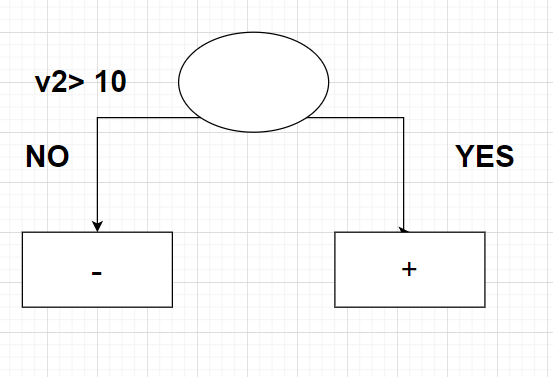 v2> 10
NO
YES
-
+